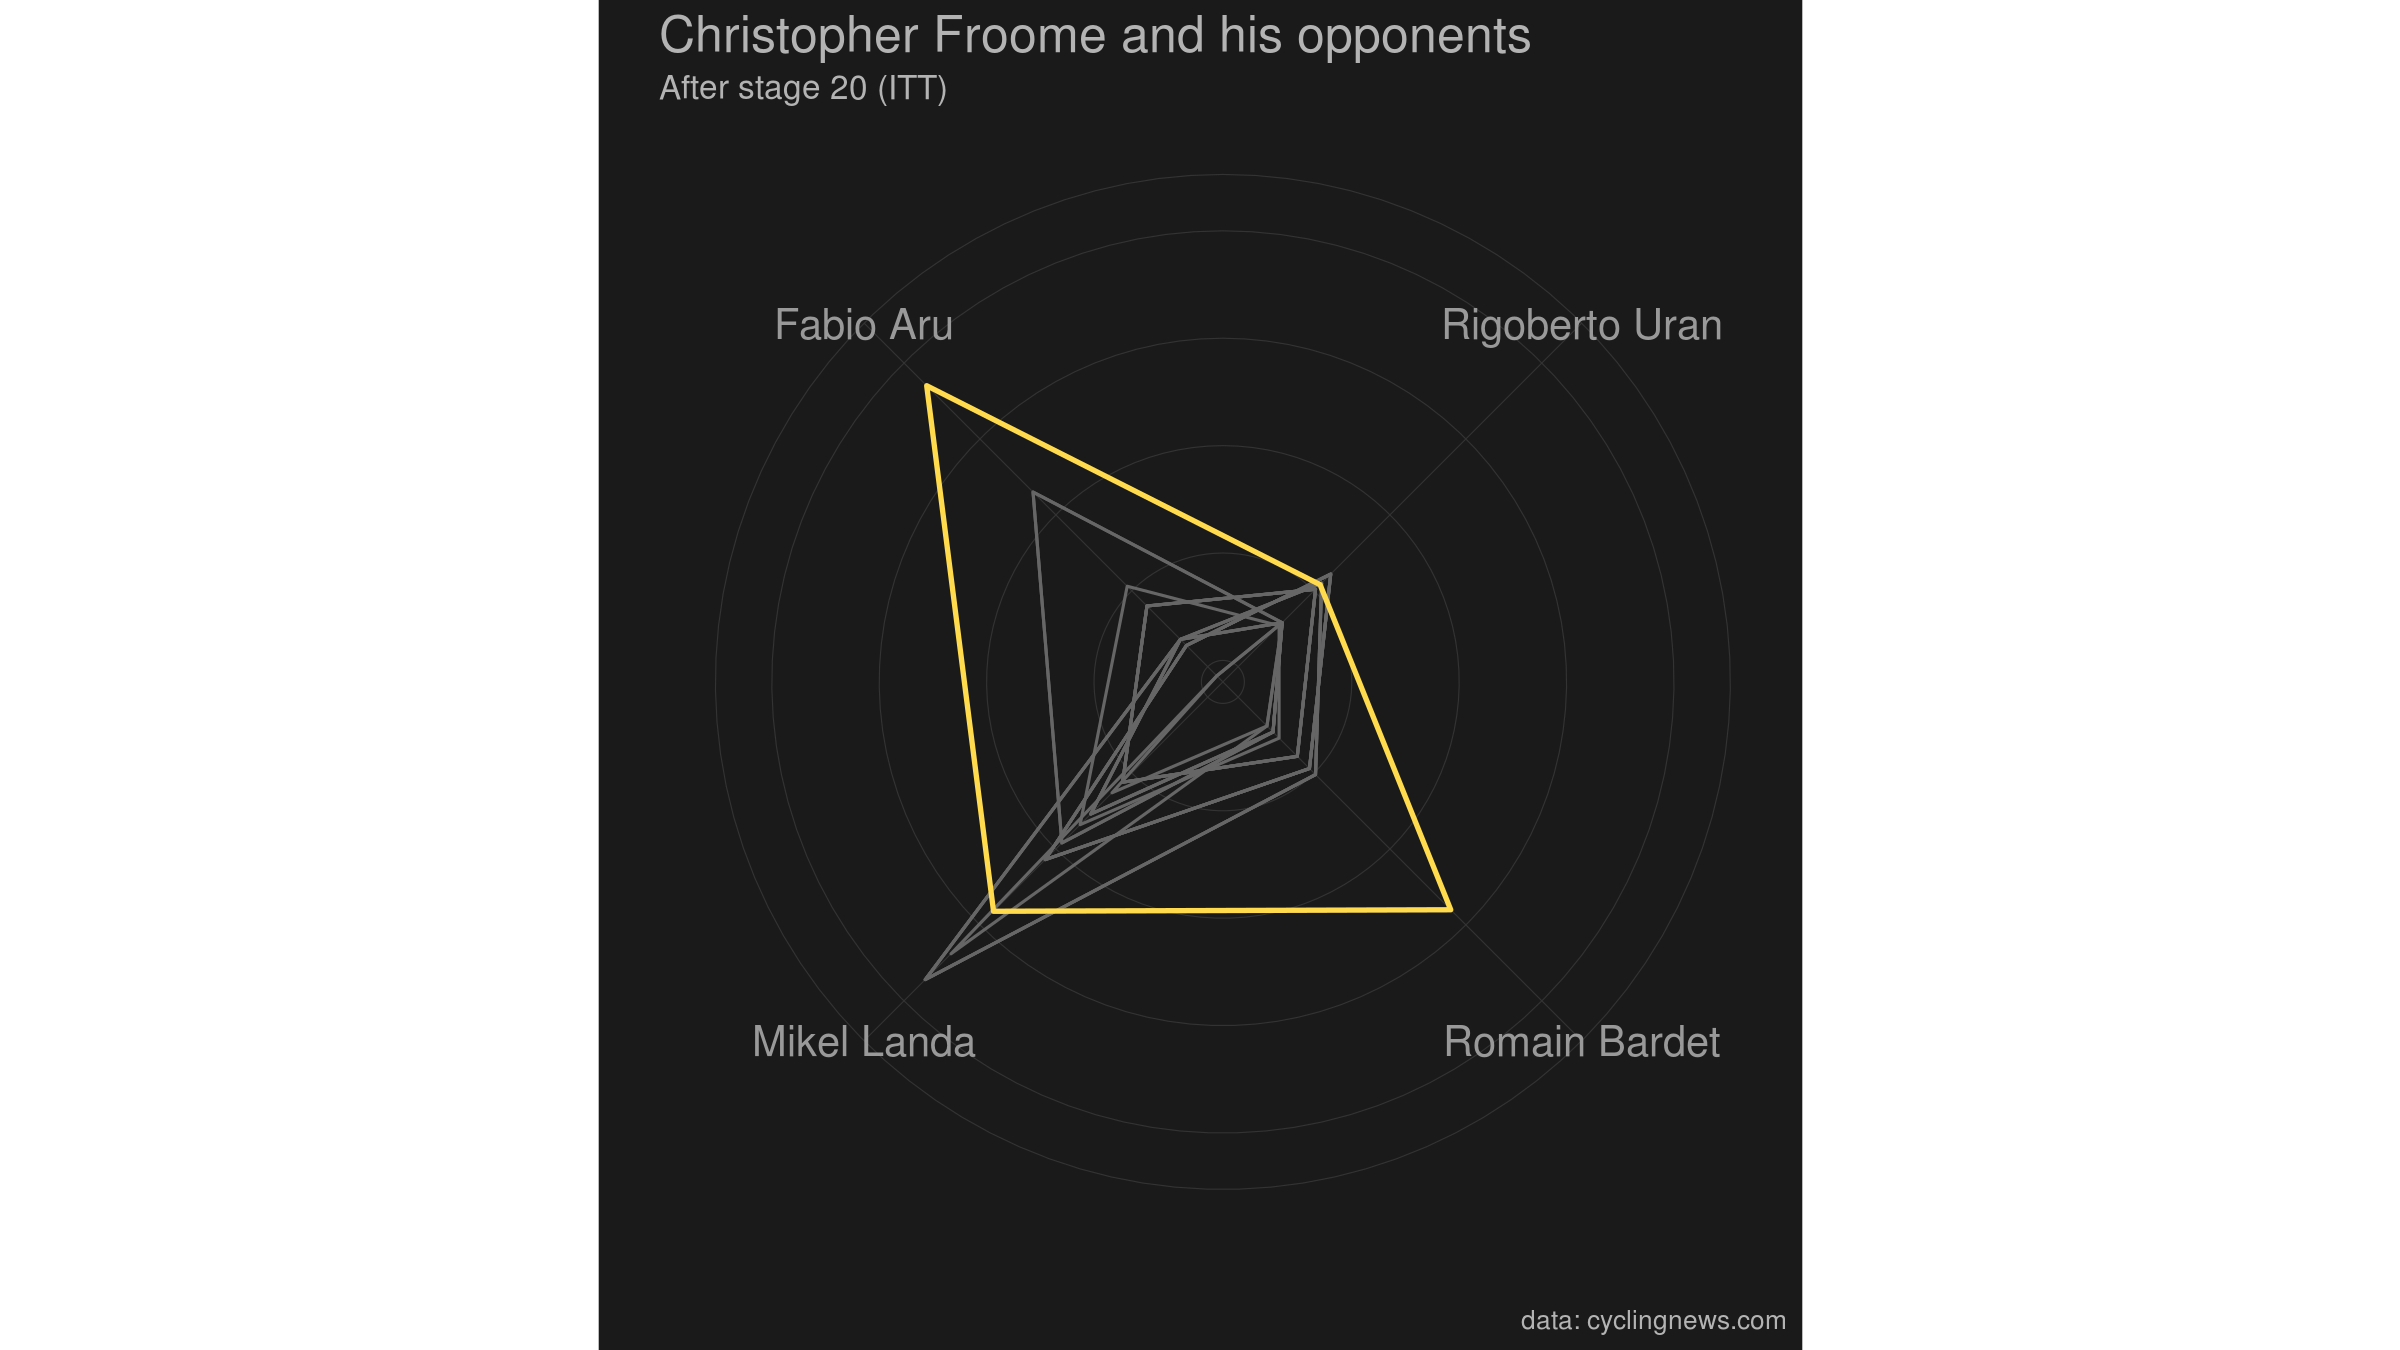 Christopher Froome and his opponents
After stage 20 (ITT)
Fabio Aru
Rigoberto Uran
Mikel Landa
Romain Bardet
data: cyclingnews.com